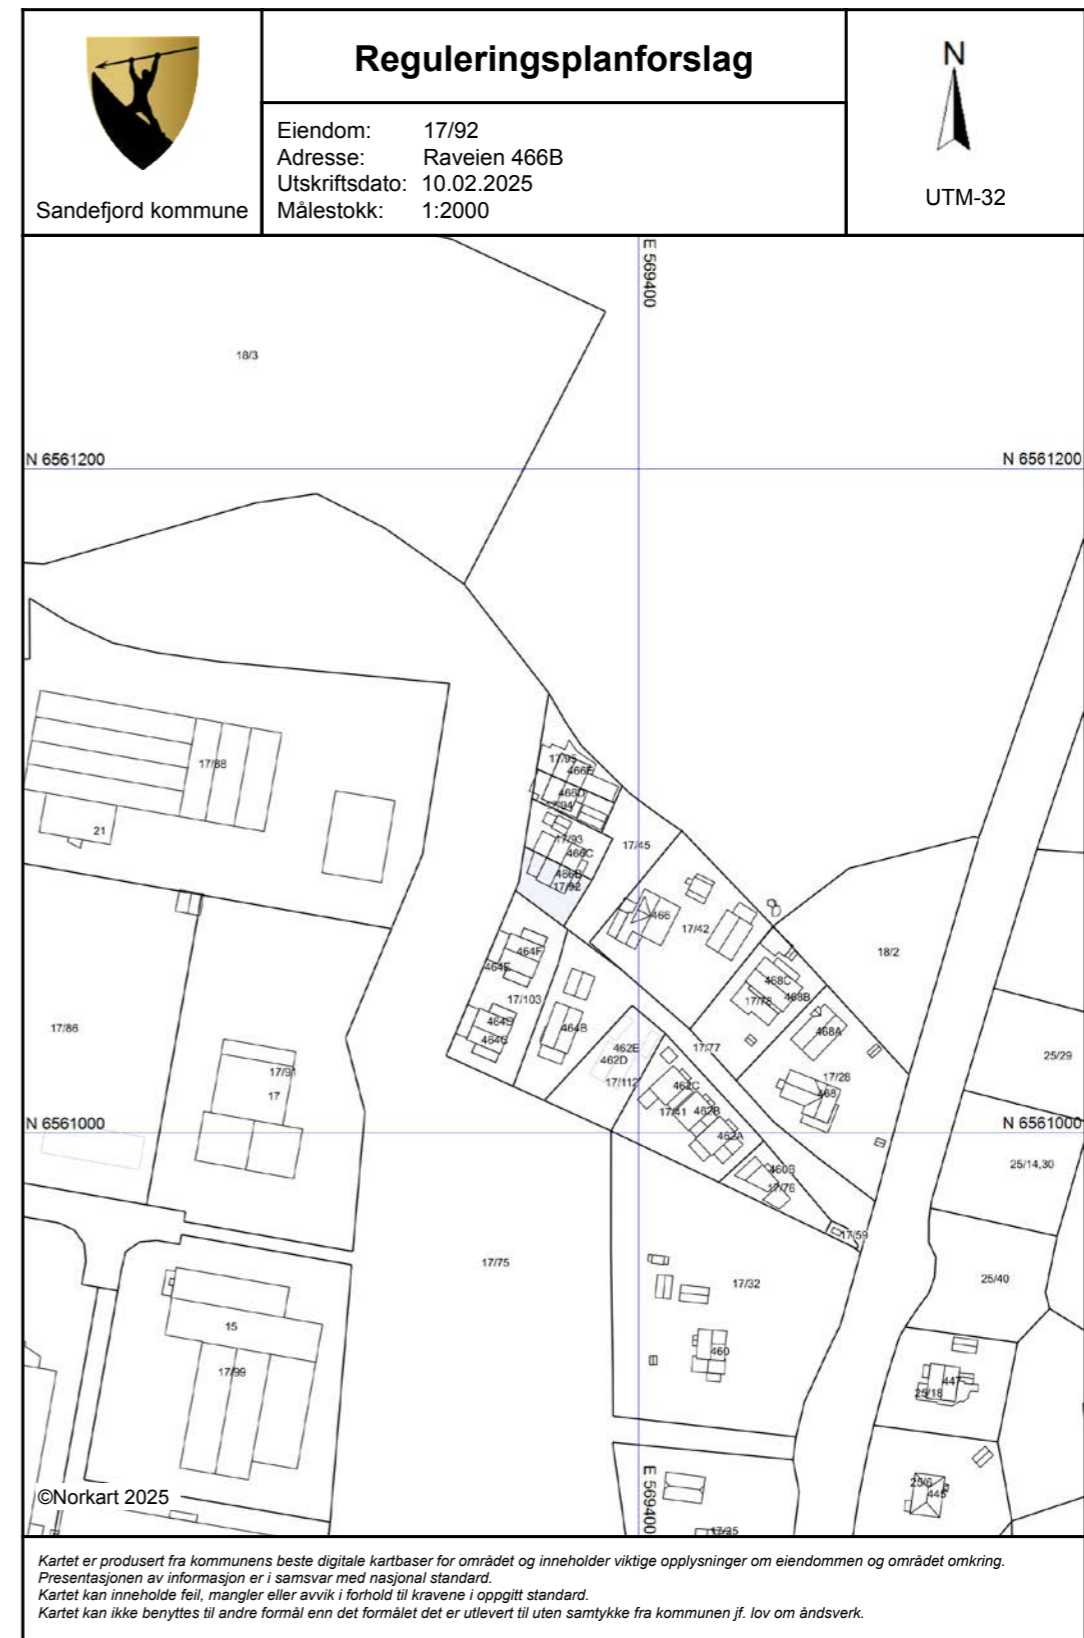 Reguleringsplanforslag
Eiendom: 17/92
Adresse: Raveien 466B
Utskriftsdato: 10.02.2025
Målestokk: 1:2000
Sandefjord kommune
N
UTM-32
E 569400
18/3
N 6561200
N 6561200
17/95
466E
17/88
466D
17/94
21
17/93
17/45
466C
466B
17/92
466
17/42
464F
18/2
464E
468C
17/103
468B
17/78
464D
464B
468A
17/86
464C
462E
17/77
25/29
462D
17/91
17/112
462C
17/28
17
468
17/41
462B
N 6561000
N 6561000
462A
460B
25/14,30
17/76
17/59
17/75
17/32
25/40
15
460
17/99
447
25/18
E 569400
25/6
445
©Norkart 2025
17/25
Kartet er produsert fra kommunens beste digitale kartbaser for området og inneholder viktige opplysninger om eiendommen og området omkring.
Presentasjonen av informasjon er i samsvar med nasjonal standard.
Kartet kan inneholde feil, mangler eller avvik i forhold til kravene i oppgitt standard.
Kartet kan ikke benyttes til andre formål enn det formålet det er utlevert til uten samtykke fra kommunen jf. lov om åndsverk.